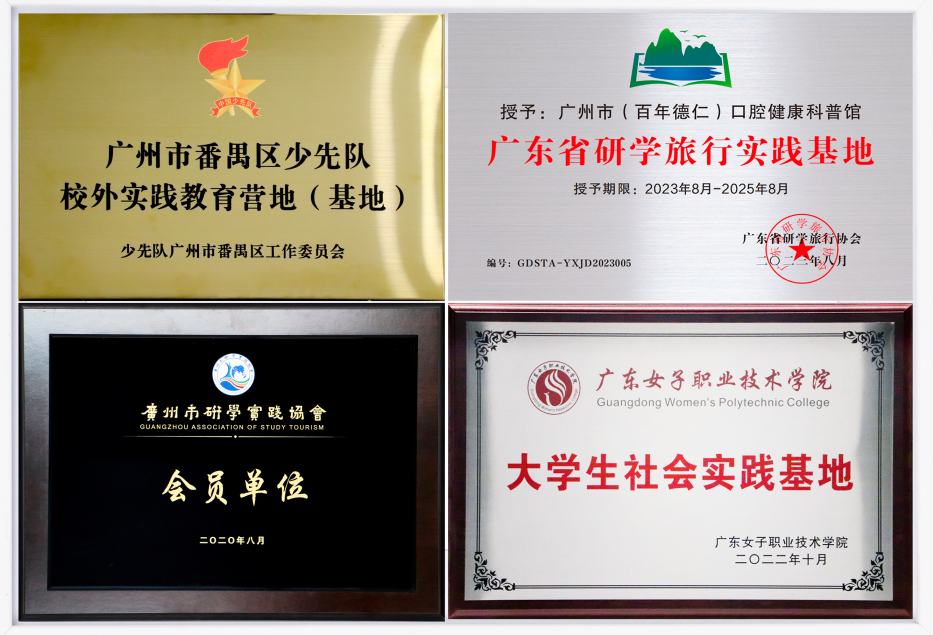 中国少先队
广州市番禺区少先队
校外实践教育营地（基地）
少先队广州市番禺区工作委员会
授予：广州市（百年德仁）口腔健康科普馆
广东省研学旅行实践基地
授予期限：2023年8月-2025年8月
广东省研学旅行协会
编号：GDSTA-YXJD2023005
二〇二三年八月
廣州市研學實踐協會
GUANGZHOU ASSOCIATION OF STUDY TOURISM
会员单位
二〇二〇年八月
广东女子职业技术学院
Guangdong Women's Polytechnic College
大学生社会实践基地
广东女子职业技术学院
二〇二二年十月